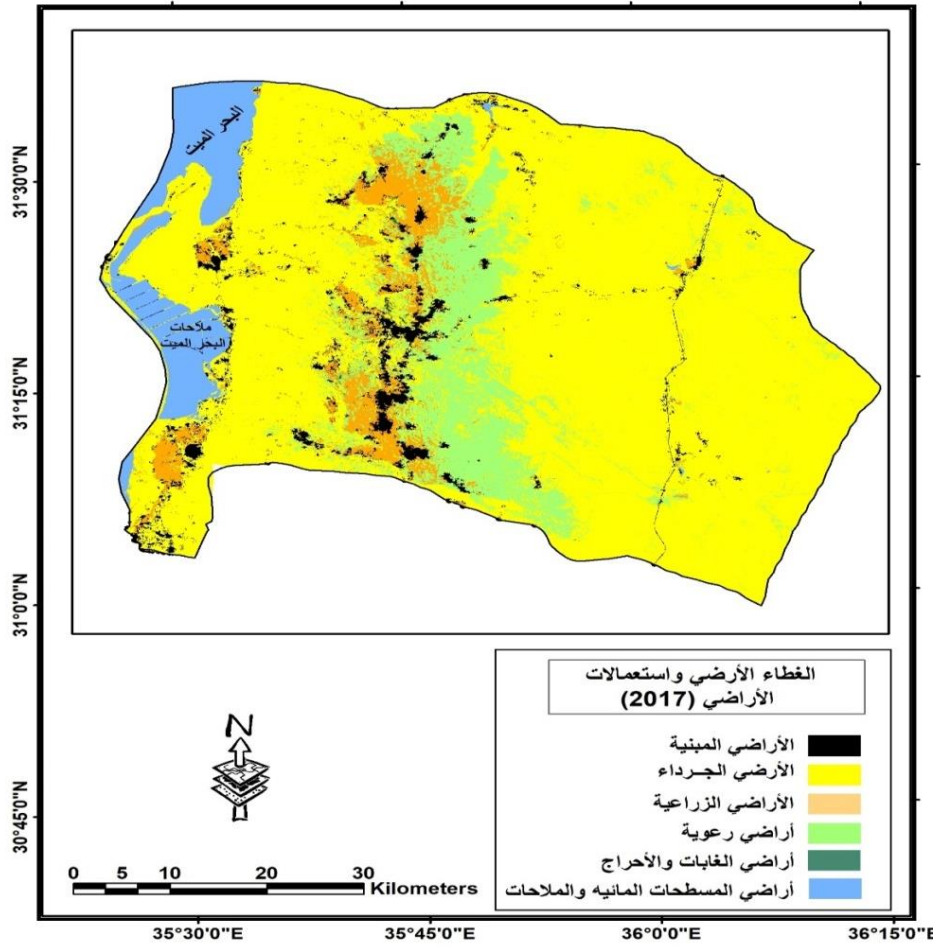 البحر الميت
ملاحات
البحر الميت
31°30'0"N
31°15'0"N
31°0'0"N
30°45'0"N
الغطاء الأرضي واستعمالات
الأراضي (2017)
الأراضي المبنية
الأرضي الجـرداء
الأراضي الزراعية
أراضي رعوية
أراضي الغابات والأحراج
أراضي المسطحات المائيه والملاحات
N
0 5 10 20 30
Kilometers
35°30'0"E
35°45'0"E
36°0'0"E
36°15'0"E